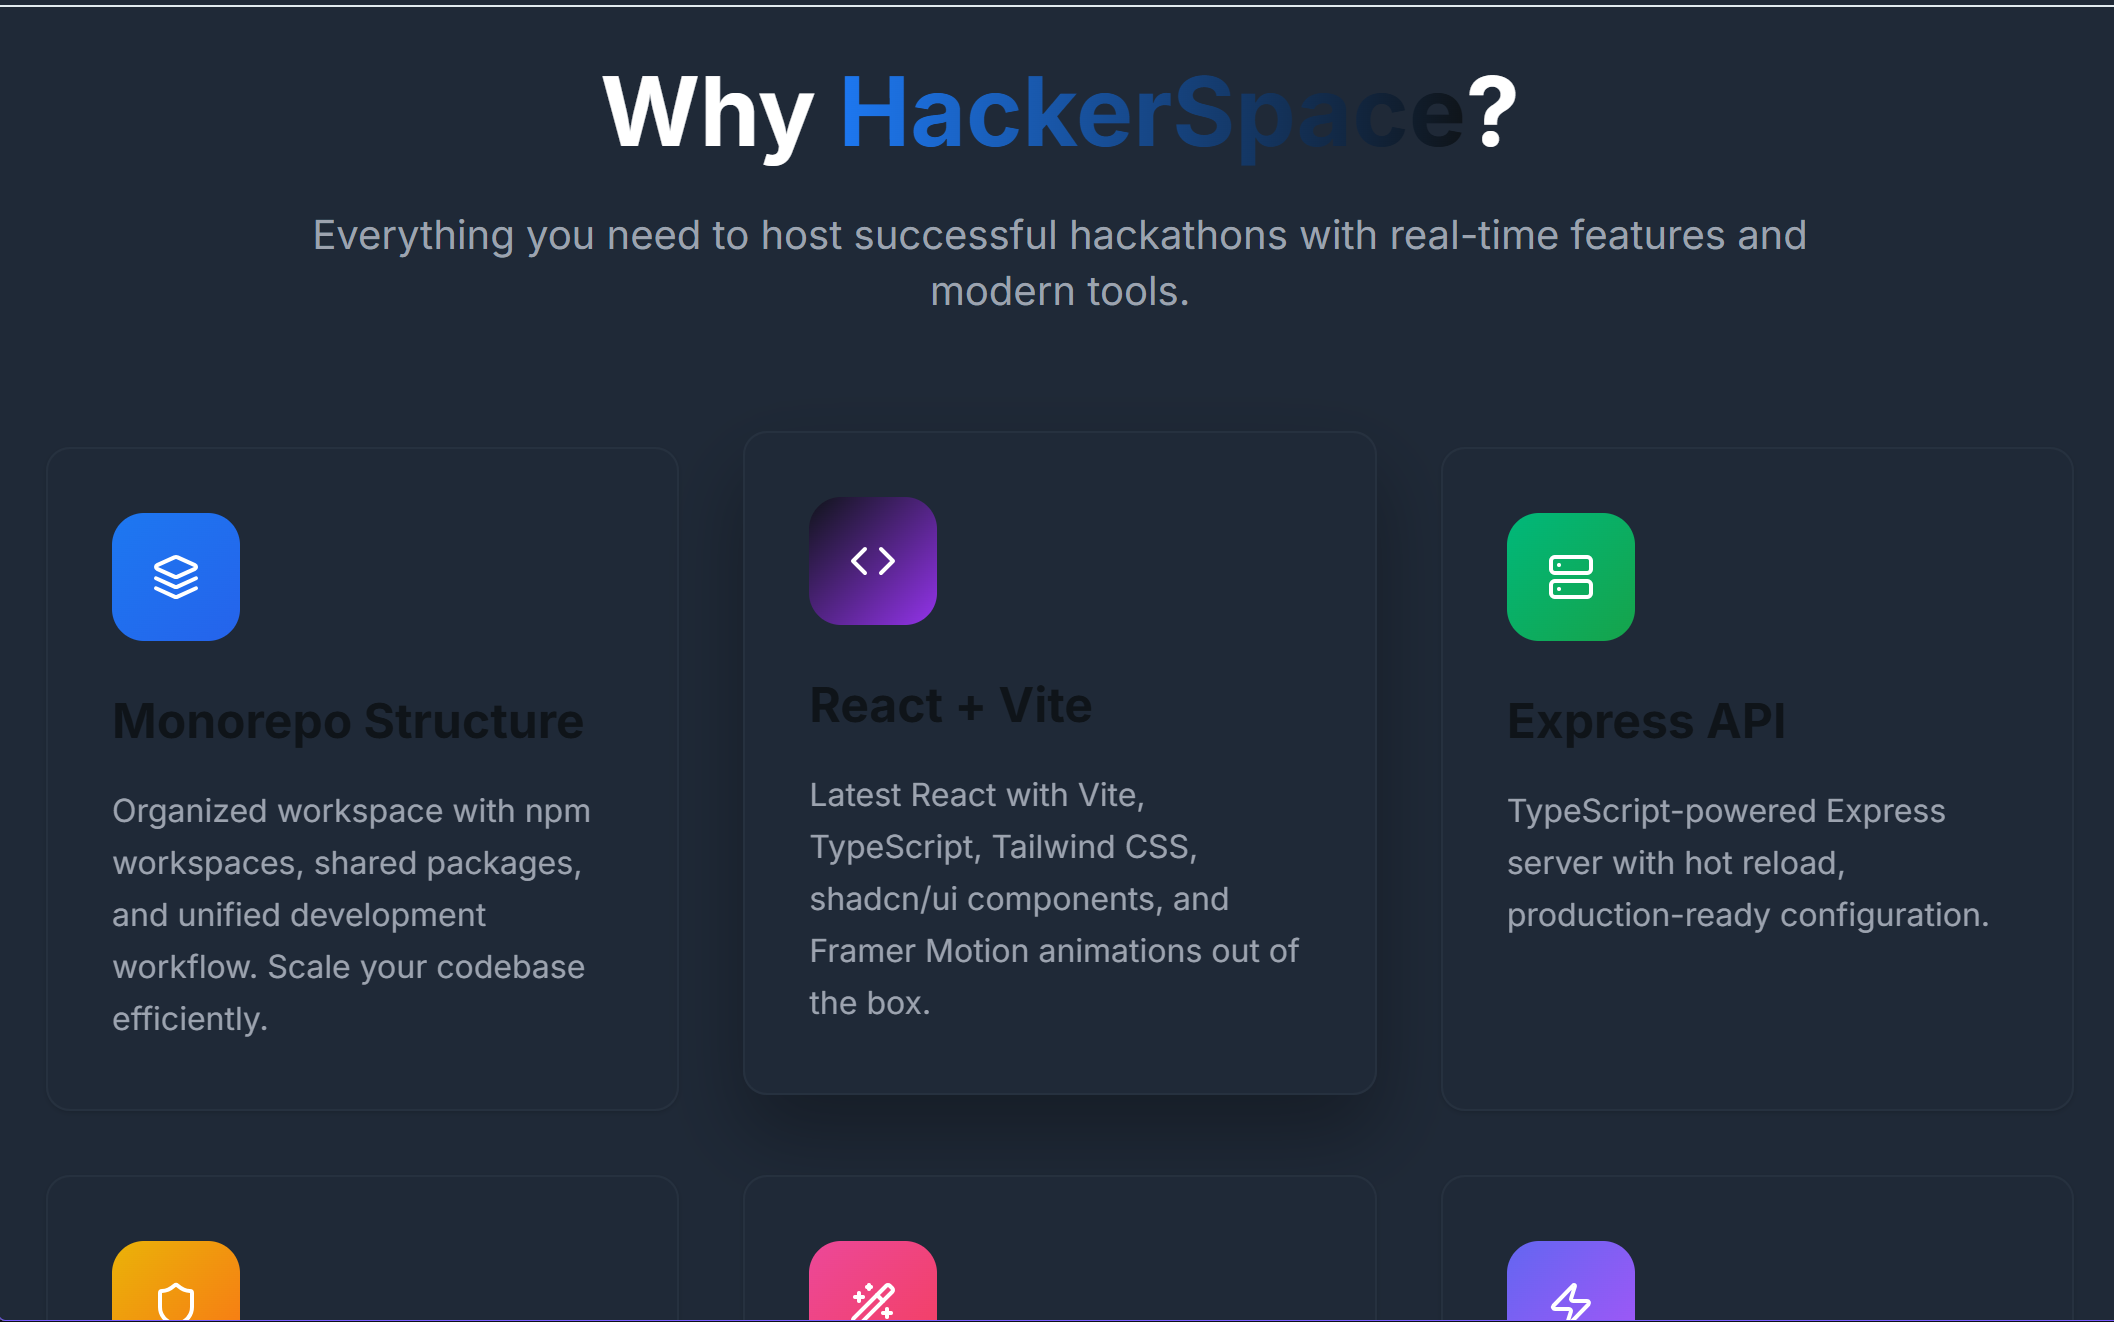 Why HackerSpace?
Everything you need to host successful hackathons with real-time features and
modern tools.
Monorepo Structure
Organized workspace with npm
workspaces, shared packages,
and unified development
workflow. Scale your codebase
efficiently.
React + Vite
Latest React with Vite,
TypeScript, Tailwind CSS,
shadcn/ui components, and
Framer Motion animations out of
the box.
Express API
TypeScript-powered Express
server with hot reload,
production-ready configuration.